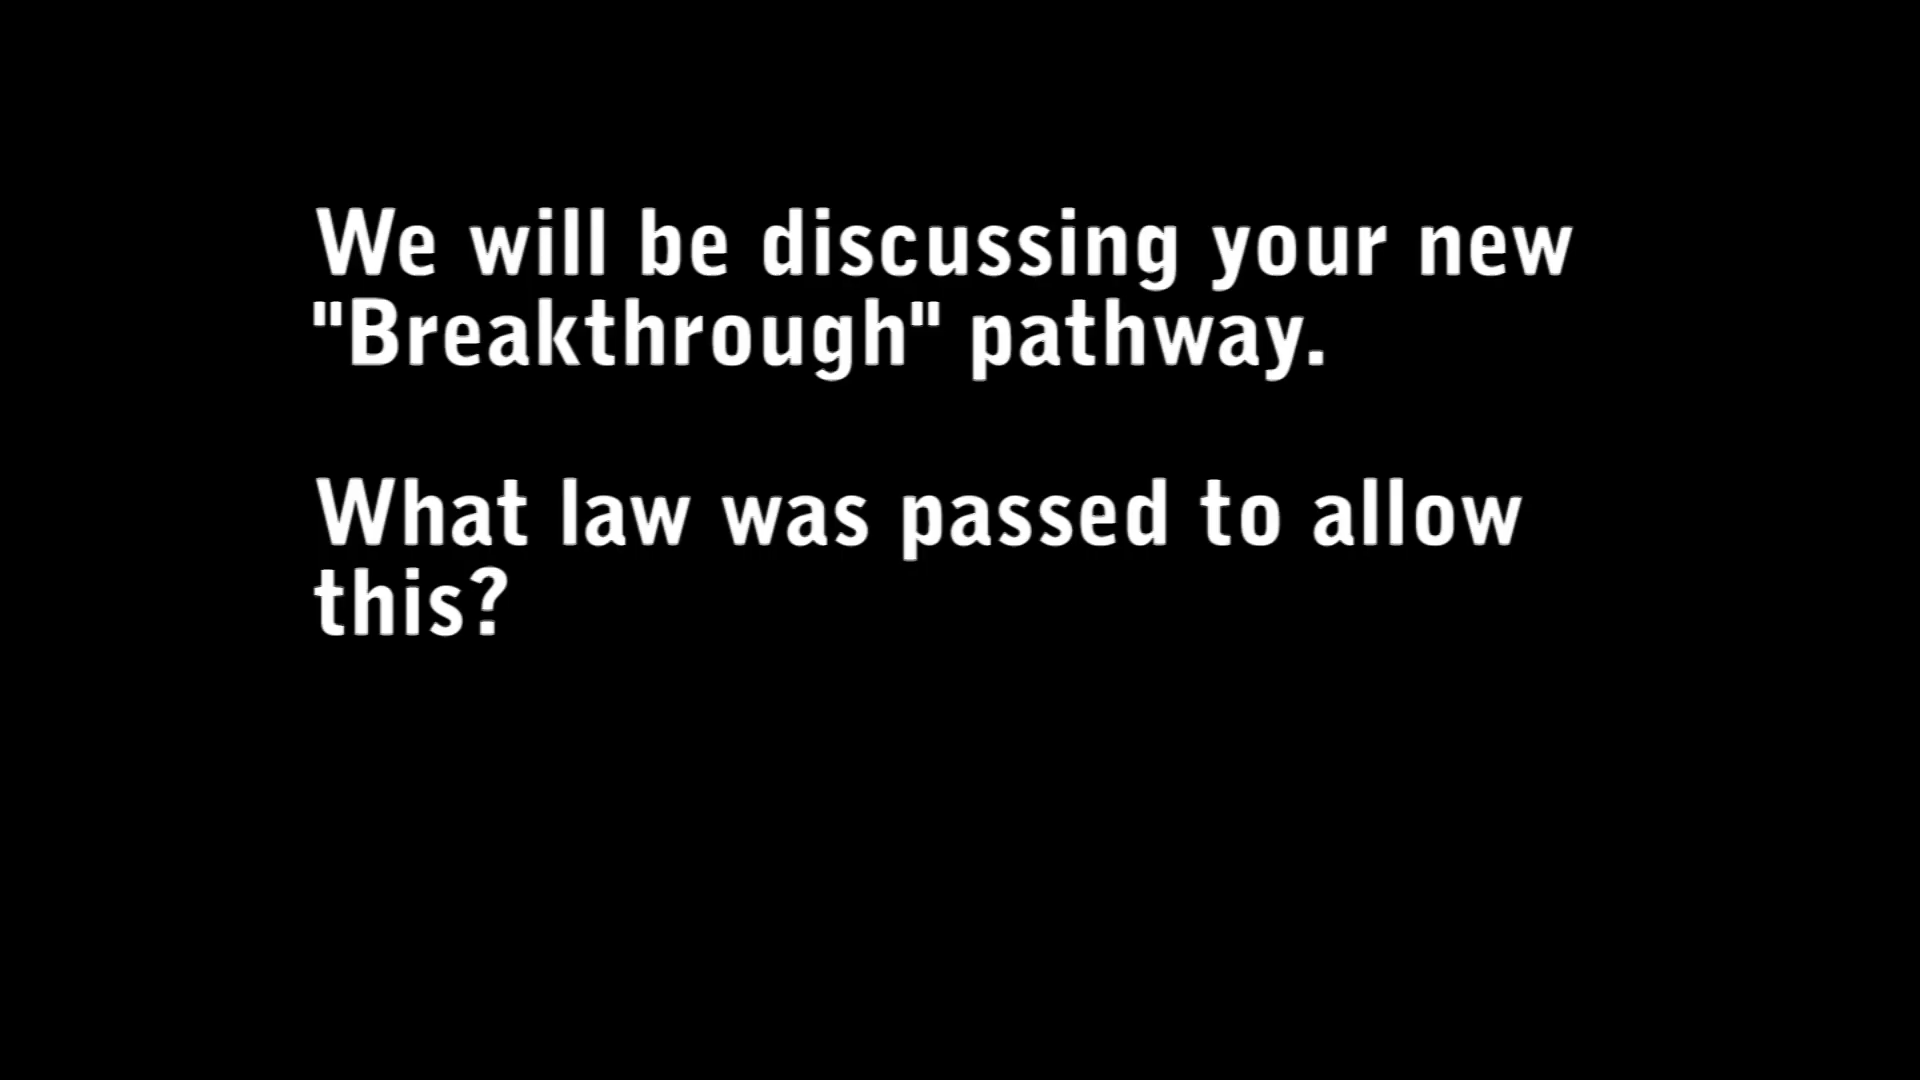 We will be discussing your new
"Breakthrough" pathway.
What law was passed to allow
this?